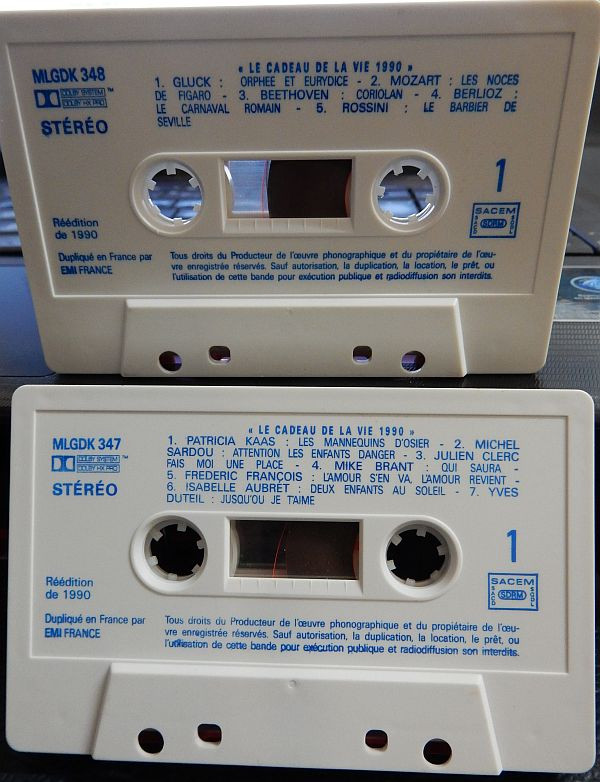 « LE CADEAU DE LA VIE 1990 »
MLGDK 348
DOLBY SYSTEM ™
DOLBY HX PRO
STÉRÉO
1. GLUCK : ORPHEE ET EURYDICE - 2. MOZART : LES NOCES
DE FIGARO - 3. BEETHOVEN : CORIOLAN - 4. BERLIOZ :
LE CARNAVAL ROMAIN - 5. ROSSINI : LE BARBIER DE
SEVILLE
1
SACEM
SACD SDRM SGDL
Réédition
de 1990
Dupliqué en France par
EMI FRANCE
Tous droits du Producteur de l'œuvre phonographique et du propiétaire de l'œu-
vre enregistrée réservés. Sauf autorisation, la duplication, la location, le prêt, ou
l'utilisation de cette bande pour exécution publique et radiodiffusion son interdits.
« LE CADEAU DE LA VIE 1990 »
MLGDK 347
DOLBY SYSTEM ™
DOLBY HX PRO
STÉRÉO
1. PATRICIA KAAS : LES MANNEQUINS D'OSIER - 2. MICHEL
SARDOU : ATTENTION LES ENFANTS DANGER - 3. JULIEN CLERC
FAIS MOI UNE PLACE - 4. MIKE BRANT : QUI SAURA -
5. FREDERIC FRANÇOIS : L'AMOUR S'EN VA, L'AMOUR REVIENT -
6. ISABELLE AUBRET : DEUX ENFANTS AU SOLEIL - 7. YVES
DUTEIL : JUSQU'OU JE T'AIME
1
SACEM
SACD SDRM SGDL
Réédition
de 1990
Dupliqué en France par
EMI FRANCE
Tous droits du Producteur de l'œuvre phonographique et du propiétaire de l'œu-
vre enregistrée réservés. Sauf autorisation, la duplication, la location, le prêt, ou
l'utilisation de cette bande pour exécution publique et radiodiffusion son interdits.